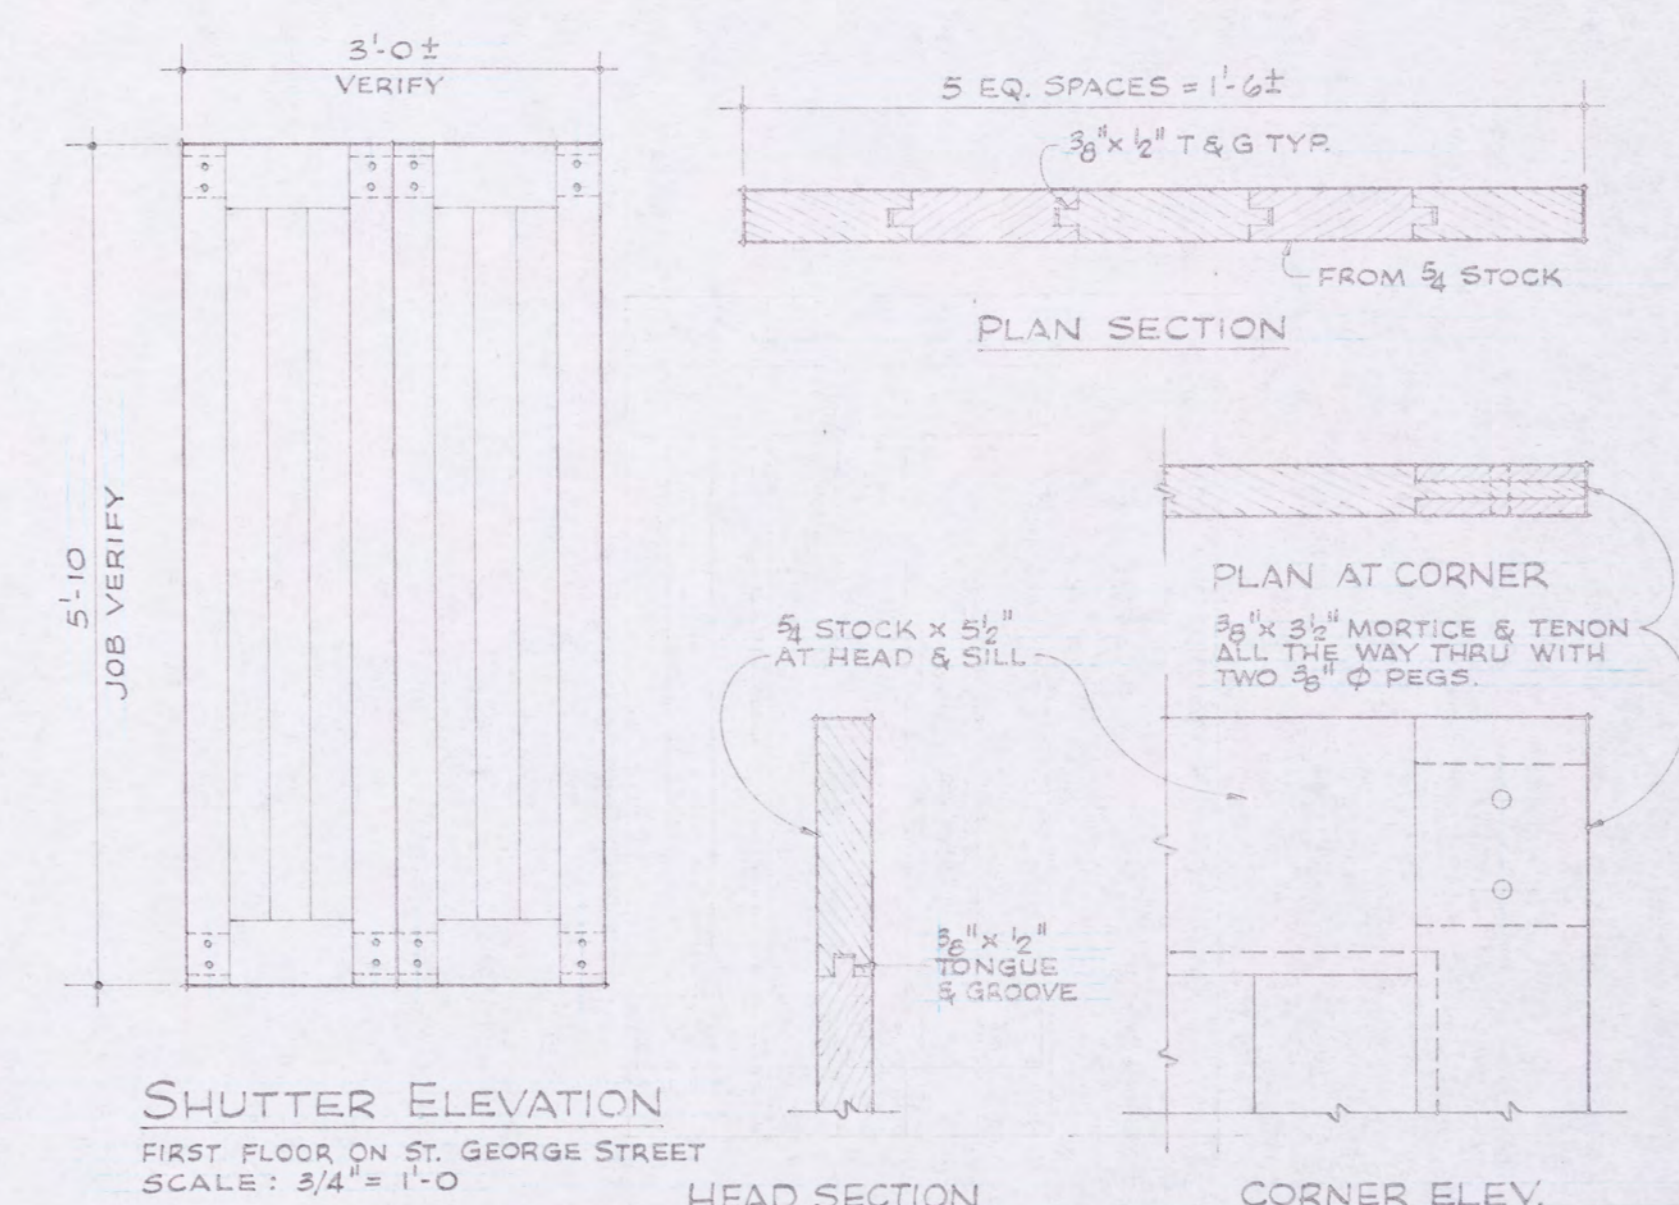 3'-0 ±
VERIFY
5'-10
JOB VERIFY
SHUTTER ELEVATION
FIRST FLOOR ON ST. GEORGE STREET
SCALE: 3/4" = 1'-0
5 EQ. SPACES = 1'-6±
3/8" x 1/2" T & G TYP.
FROM 5/4 STOCK
PLAN SECTION
PLAN AT CORNER
3/8" x 3 1/2" MORTICE & TENON
ALL THE WAY THRU WITH
TWO 3/8" Φ PEGS.
5/4 STOCK x 5 1/2"
AT HEAD & SILL
3/8" x 1/2"
TONGUE
& GROOVE
HEAD SECTION
CORNER ELEV.